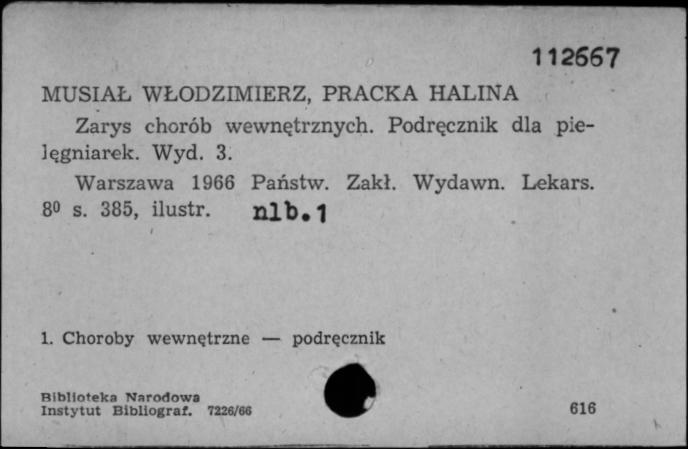 112667
MUSIAŁ WŁODZIMIERZ, PRACKA HALINA
Zarys chorób wewnętrznych. Podręcznik dla pie-
lęgniarek. Wyd. 3.
Warszawa 1966 Państw. Zakł. Wydawn. Lekars.
8⁰ s. 385, ilustr. nlb.1
1. Choroby wewnętrzne — podręcznik
Biblioteka Narodowa
Instytut Bibliograf. 7226/66 616